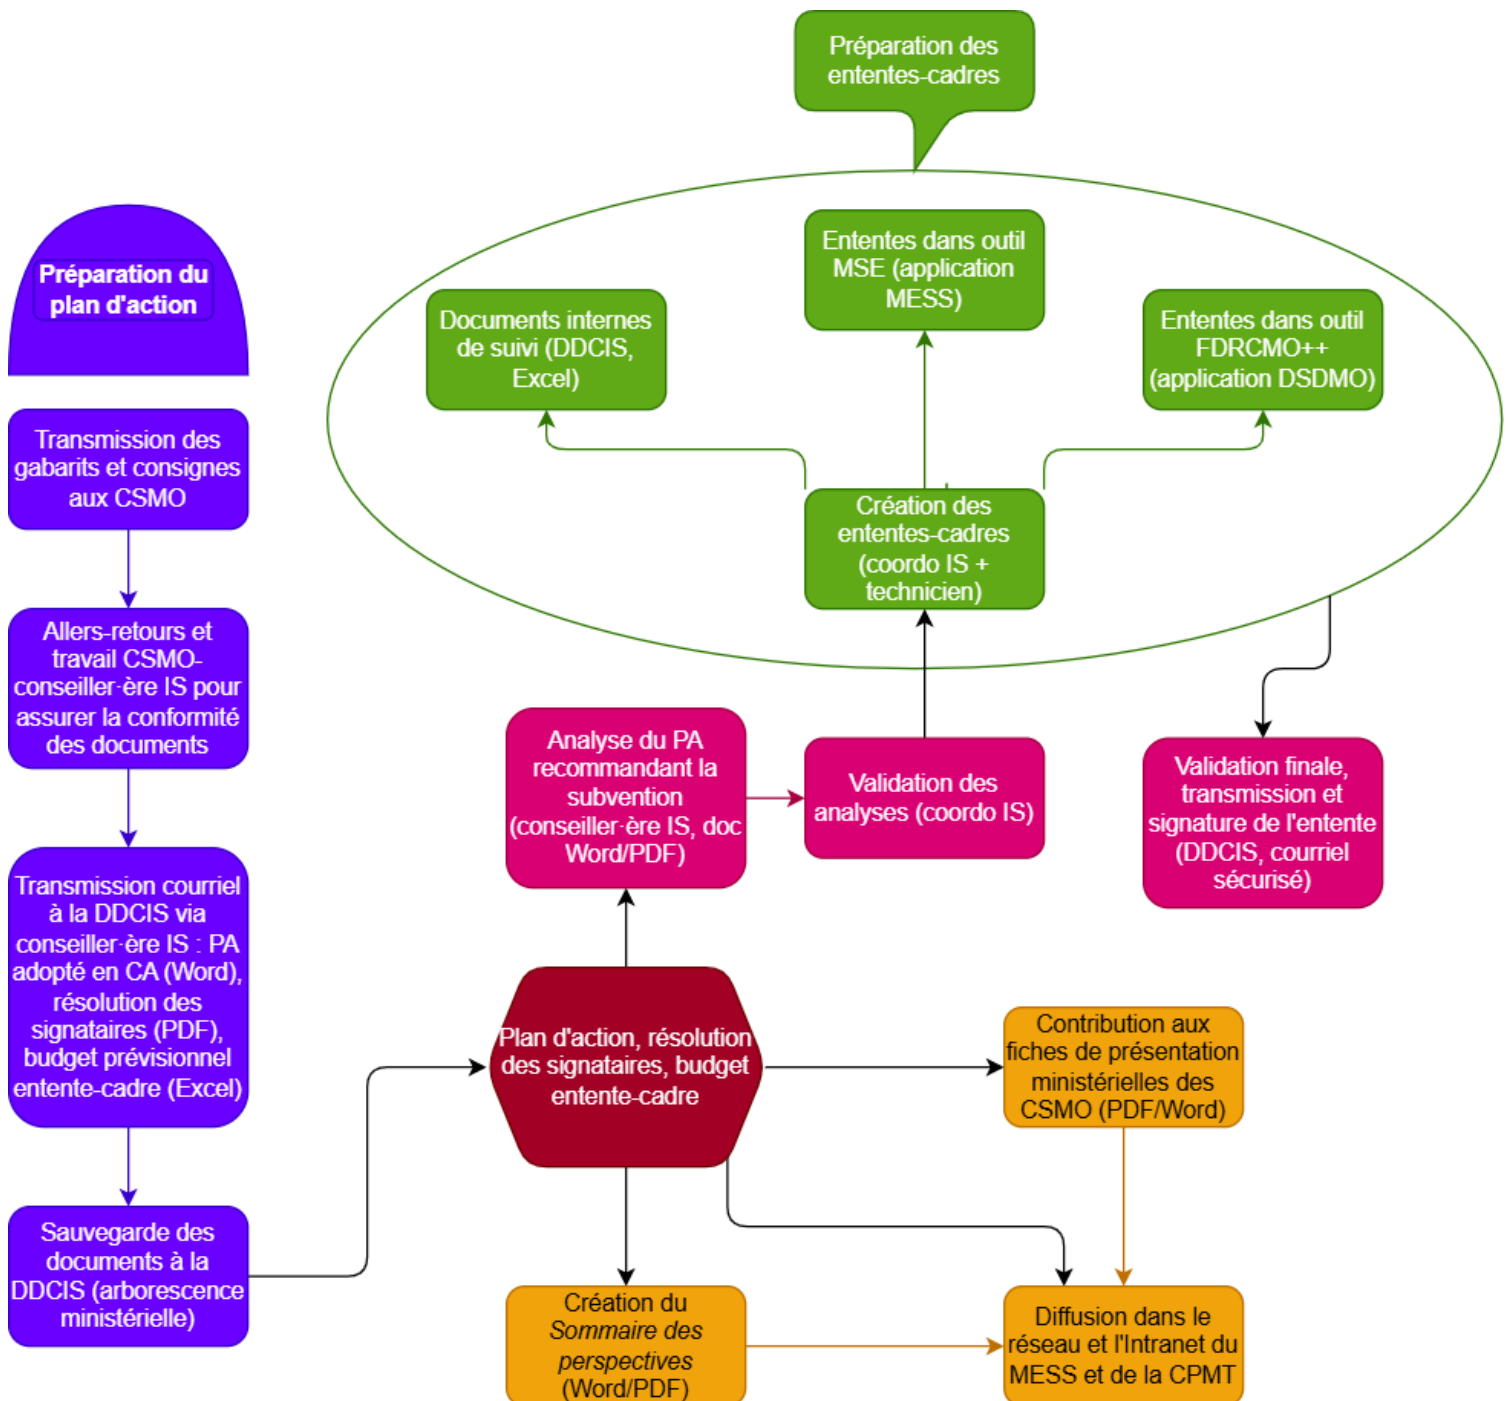 Préparation des
ententes-cadres
Préparation du
plan d'action
Ententes dans outil
MSE (application
MESS)
Documents internes
de suivi (DDCIS,
Excel)
Ententes dans outil
FDRCMO++
(application DSDMO)
Transmission des
gabarits et consignes
aux CSMO
Création des
ententes-cadres
(coordo IS +
technicien)
Allers-retours et
travail CSMO-
conseiller·ère IS pour
assurer la conformité
des documents
Analyse du PA
recommandant la
subvention
(conseiller·ère IS, doc
Word/PDF)
Validation des
analyses (coordo IS)
Validation finale,
transmission et
signature de l'entente
(DDCIS, courriel
sécurisé)
Transmission courriel
à la DDCIS via
conseiller·ère IS : PA
adopté en CA (Word),
résolution des
signataires (PDF),
budget prévisionnel
entente-cadre (Excel)
Plan d'action, résolution
des signataires, budget
entente-cadre
Contribution aux
fiches de présentation
ministérielles des
CSMO (PDF/Word)
Sauvegarde des
documents à la
DDCIS (arborescence
ministérielle)
Création du
Sommaire des
perspectives
(Word/PDF)
Diffusion dans le
réseau et l'Intranet du
MESS et de la CPMT